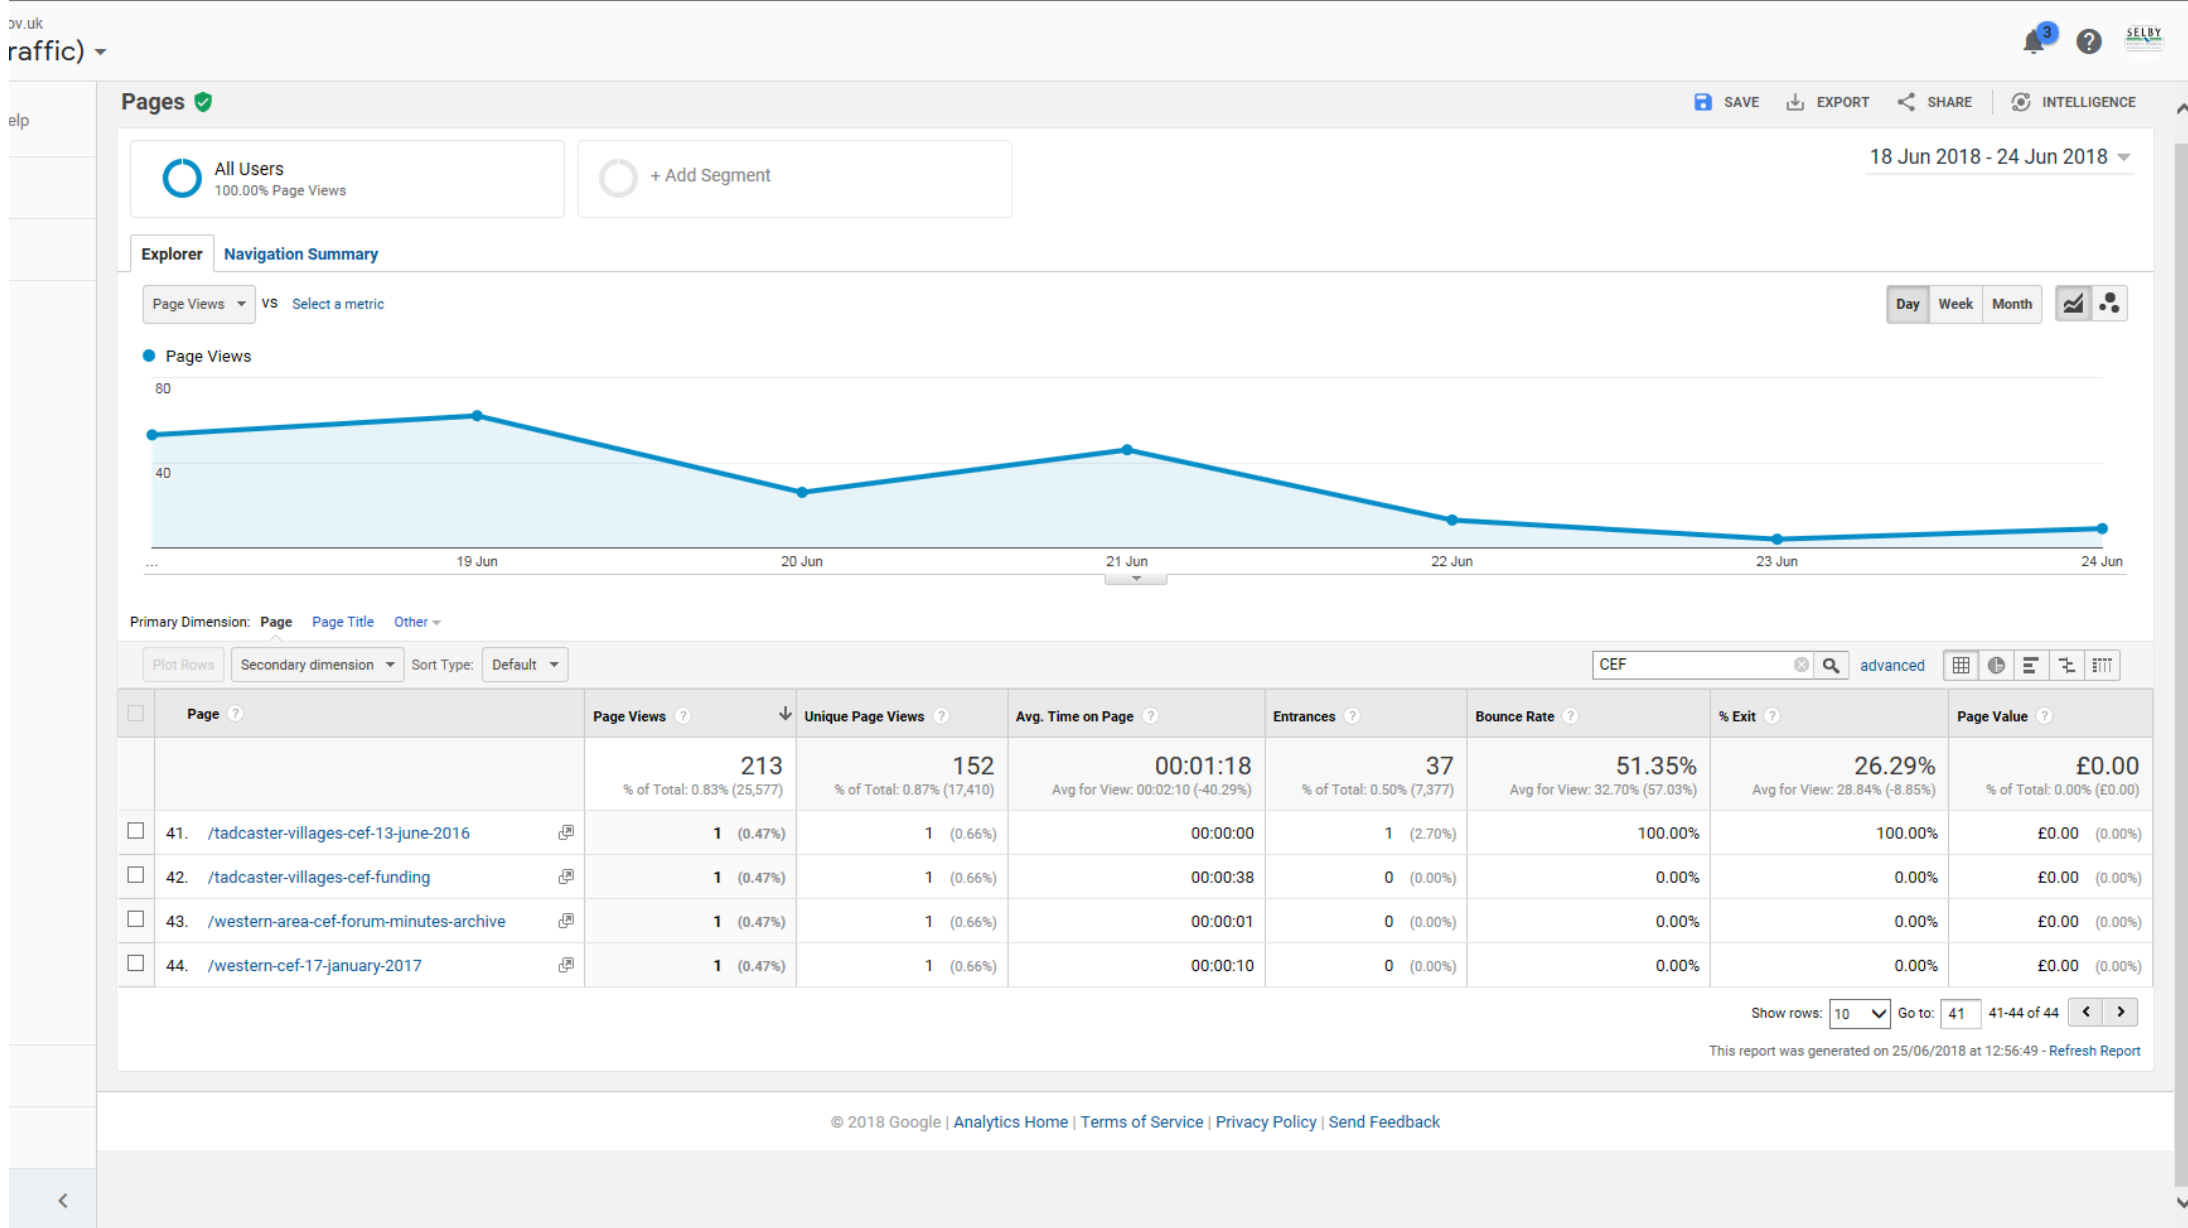 ov.uk
raffic)
3
SELBY
elp
Pages
SAVE
EXPORT
SHARE
INTELLIGENCE
All Users
100.00% Page Views
+ Add Segment
18 Jun 2018 - 24 Jun 2018
Explorer
Navigation Summary
Page Views
VS
Select a metric
Day
Week
Month
Page Views
80
40
...
19 Jun
20 Jun
21 Jun
22 Jun
23 Jun
24 Jun
Primary Dimension: Page Page Title Other
Plot Rows
Secondary dimension
Sort Type:
Default
CEF
advanced
Page ?
Page Views ?
Unique Page Views ?
Avg. Time on Page ?
Entrances ?
Bounce Rate ?
% Exit ?
Page Value ?
213
% of Total: 0.83% (25,577)
152
% of Total: 0.87% (17,410)
00:01:18
Avg for View: 00:02:10 (-40.29%)
37
% of Total: 0.50% (7,377)
51.35%
Avg for View: 32.70% (57.03%)
26.29%
Avg for View: 28.84% (-8.85%)
£0.00
% of Total: 0.00% (£0.00)
41. /tadcaster-villages-cef-13-june-2016 1 (0.47%) 1 (0.66%) 00:00:00 1 (2.70%) 100.00% 100.00% £0.00 (0.00%)
42. /tadcaster-villages-cef-funding 1 (0.47%) 1 (0.66%) 00:00:38 0 (0.00%) 0.00% 0.00% £0.00 (0.00%)
43. /western-area-cef-forum-minutes-archive 1 (0.47%) 1 (0.66%) 00:00:01 0 (0.00%) 0.00% 0.00% £0.00 (0.00%)
44. /western-cef-17-january-2017 1 (0.47%) 1 (0.66%) 00:00:10 0 (0.00%) 0.00% 0.00% £0.00 (0.00%)
Show rows: 10 Go to: 41 41-44 of 44
This report was generated on 25/06/2018 at 12:56:49 - Refresh Report
© 2018 Google | Analytics Home | Terms of Service | Privacy Policy | Send Feedback